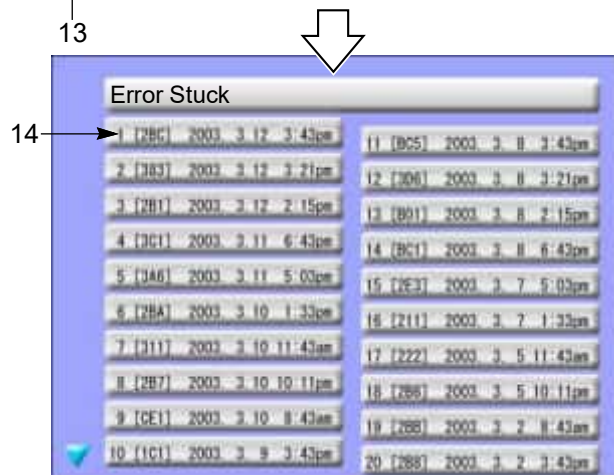 13
Error Stuck
14
1 [2BC] 2003. 3.12 3:43pm
2 [383] 2003. 3.12 3:21pm
3 [2B1] 2003. 3.12 2:15pm
4 [3C1] 2003. 3.11 6:43pm
5 [3A6] 2003. 3.11 5:03pm
6 [2BA] 2003. 3.10 1:33pm
7 [311] 2003. 3.10 11:43am
8 [2B7] 2003. 3.10 10:11pm
9 [CE1] 2003. 3.10 8:43am
10 [1C1] 2003. 3. 9 3:43pm
11 [BC5] 2003. 3. 8 3:43pm
12 [3D6] 2003. 3. 8 3:21pm
13 [B01] 2003. 3. 8 2:15pm
14 [BC1] 2003. 3. 8 6:43pm
15 [2E3] 2003. 3. 7 5:03pm
16 [211] 2003. 3. 7 1:33pm
17 [222] 2003. 3. 5 11:43am
18 [2B6] 2003. 3. 5 10:11pm
19 [2BB] 2003. 3. 2 8:43am
20 [2B8] 2003. 3. 2 3:43pm